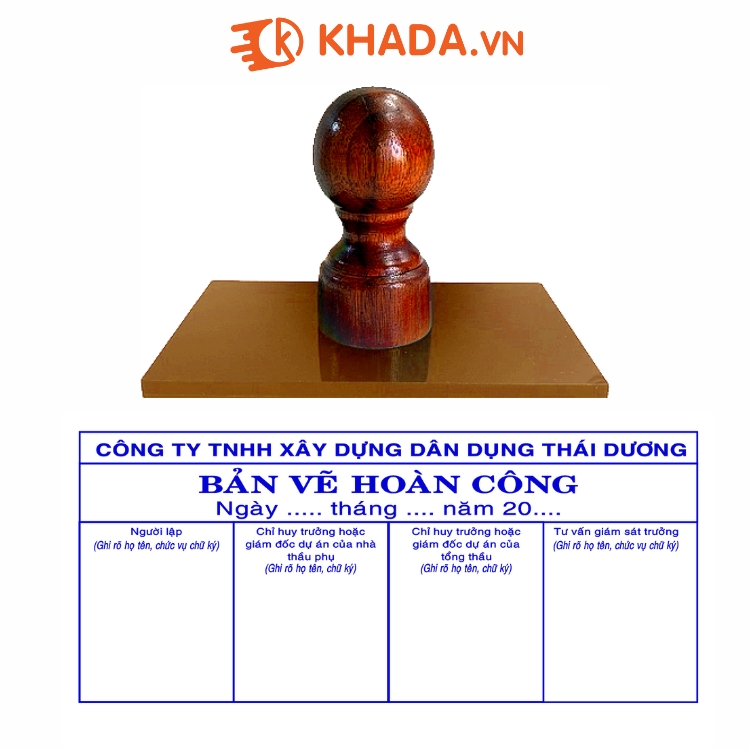 KHADA.VN
CÔNG TY TNHH XÂY DỰNG DÂN DỤNG THÁI DƯƠNG
BẢN VẼ HOÀN CÔNG
Ngày ..... tháng .... năm 20....
Người lập
(Ghi rõ họ tên, chức vụ chữ ký)
Chỉ huy trưởng hoặc
giám đốc dự án của nhà
thầu phụ
(Ghi rõ họ tên, chữ ký)
Chỉ huy trưởng hoặc
giám đốc dự án của
tổng thầu
(Ghi rõ họ tên, chữ ký)
Tư vấn giám sát trưởng
(Ghi rõ họ tên, chức vụ chữ ký)